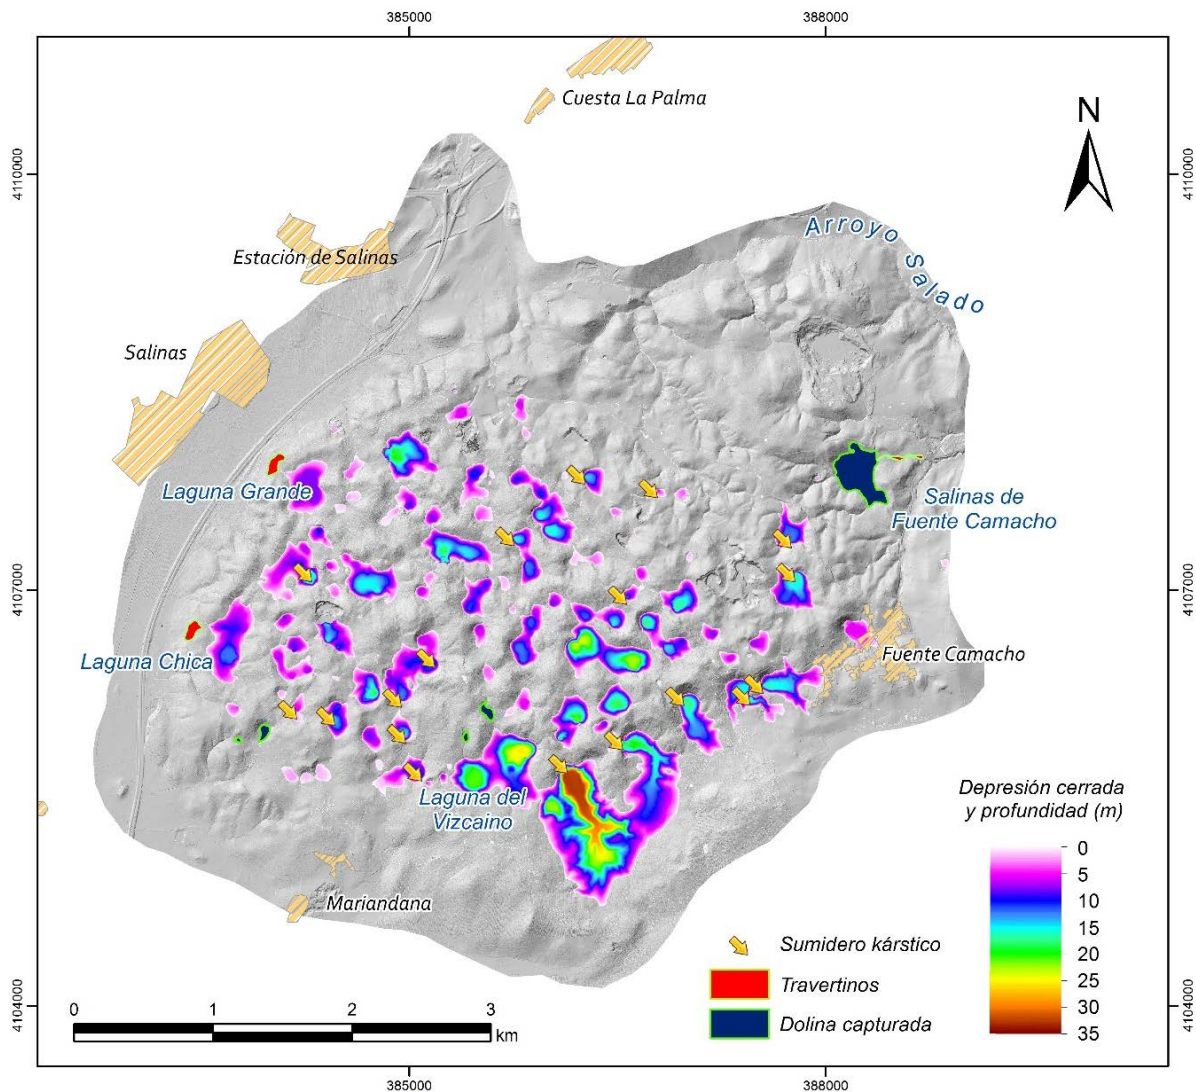 385000
388000
Cuesta La Palma
N
4110000
4110000
Arroyo Salado
Estación de Salinas
Salinas
Laguna Grande
Salinas de
Fuente Camacho
4107000
4107000
Laguna Chica
Fuente Camacho
Laguna del
Vizcaino
Depresión cerrada
y profundidad (m)
0
5
10
15
20
25
30
35
Mariandana
Sumidero kárstico
Travertinos
Dolina capturada
4104000
4104000
0
1
2
3
km
385000
388000